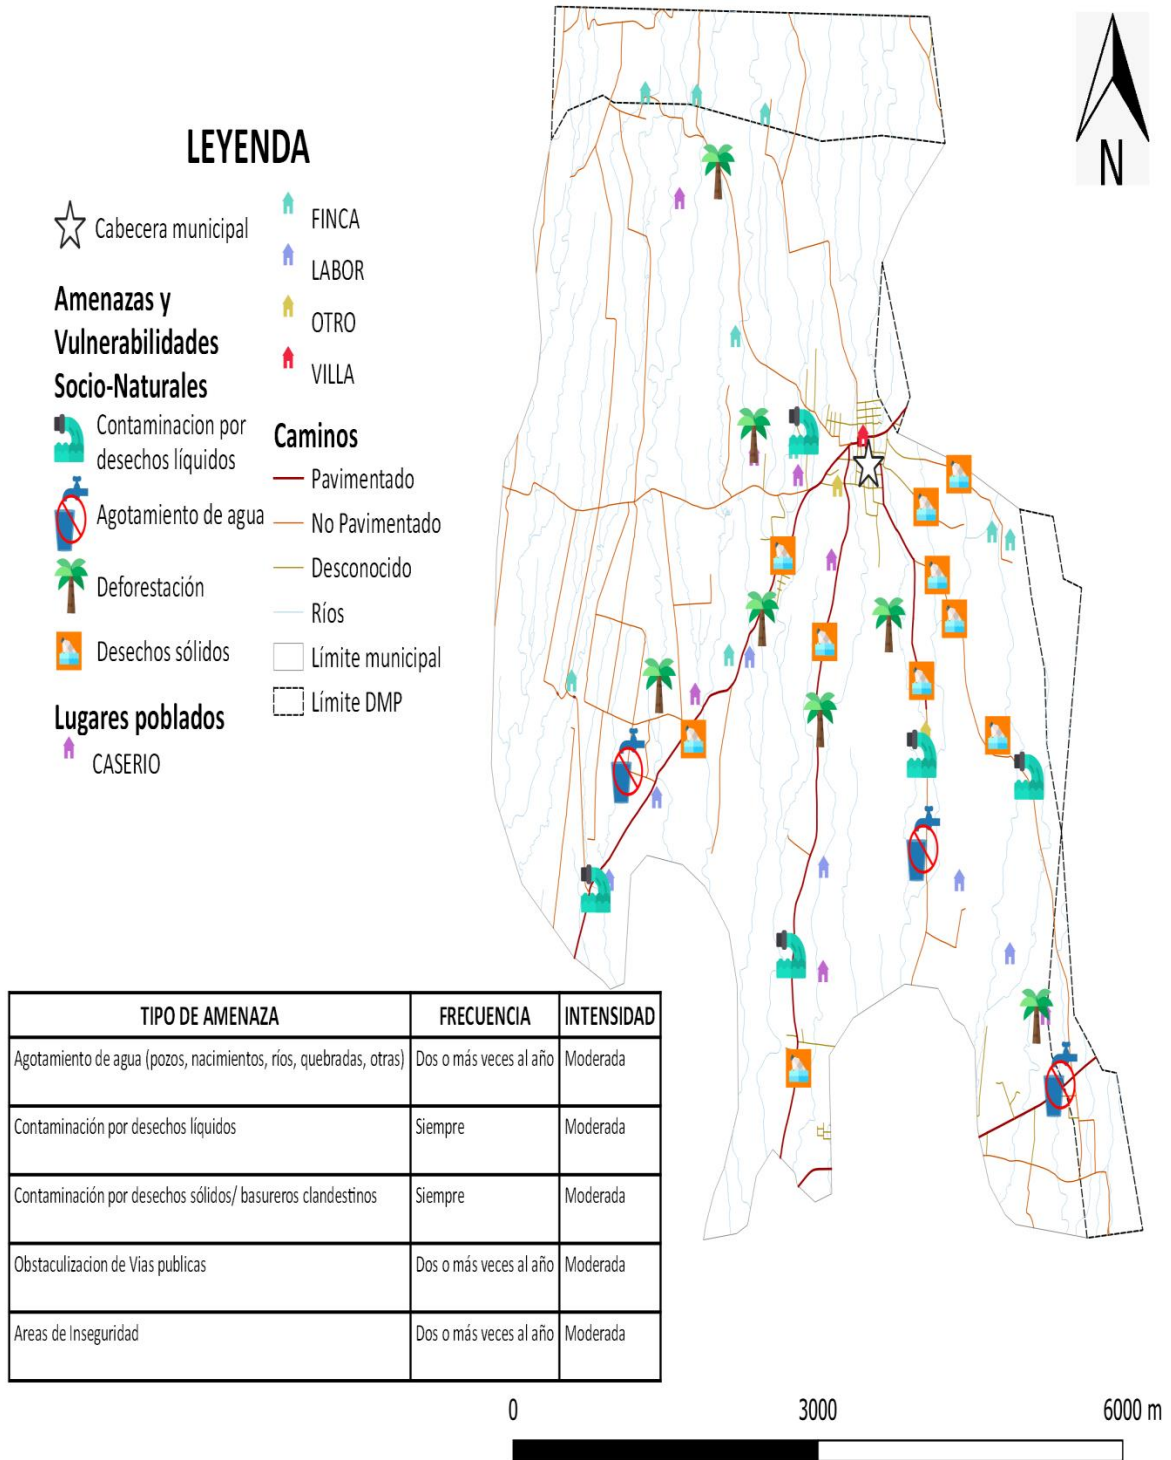 N
LEYENDA
Cabecera municipal
Amenazas y
Vulnerabilidades
Socio-Naturales
Contaminacion por
desechos líquidos
Agotamiento de agua
Deforestación
Desechos sólidos
Lugares poblados
CASERIO
FINCA
LABOR
OTRO
VILLA
Caminos
Pavimentado
No Pavimentado
Desconocido
Ríos
Límite municipal
Límite DMP
TIPO DE AMENAZA FRECUENCIA INTENSIDAD
Agotamiento de agua (pozos, nacimientos, ríos, quebradas, otras) Dos o más veces al año Moderada
Contaminación por desechos líquidos Siempre Moderada
Contaminación por desechos sólidos/ basureros clandestinos Siempre Moderada
Obstaculizacion de Vias publicas Dos o más veces al año Moderada
Areas de Inseguridad Dos o más veces al año Moderada
0 3000 6000 m